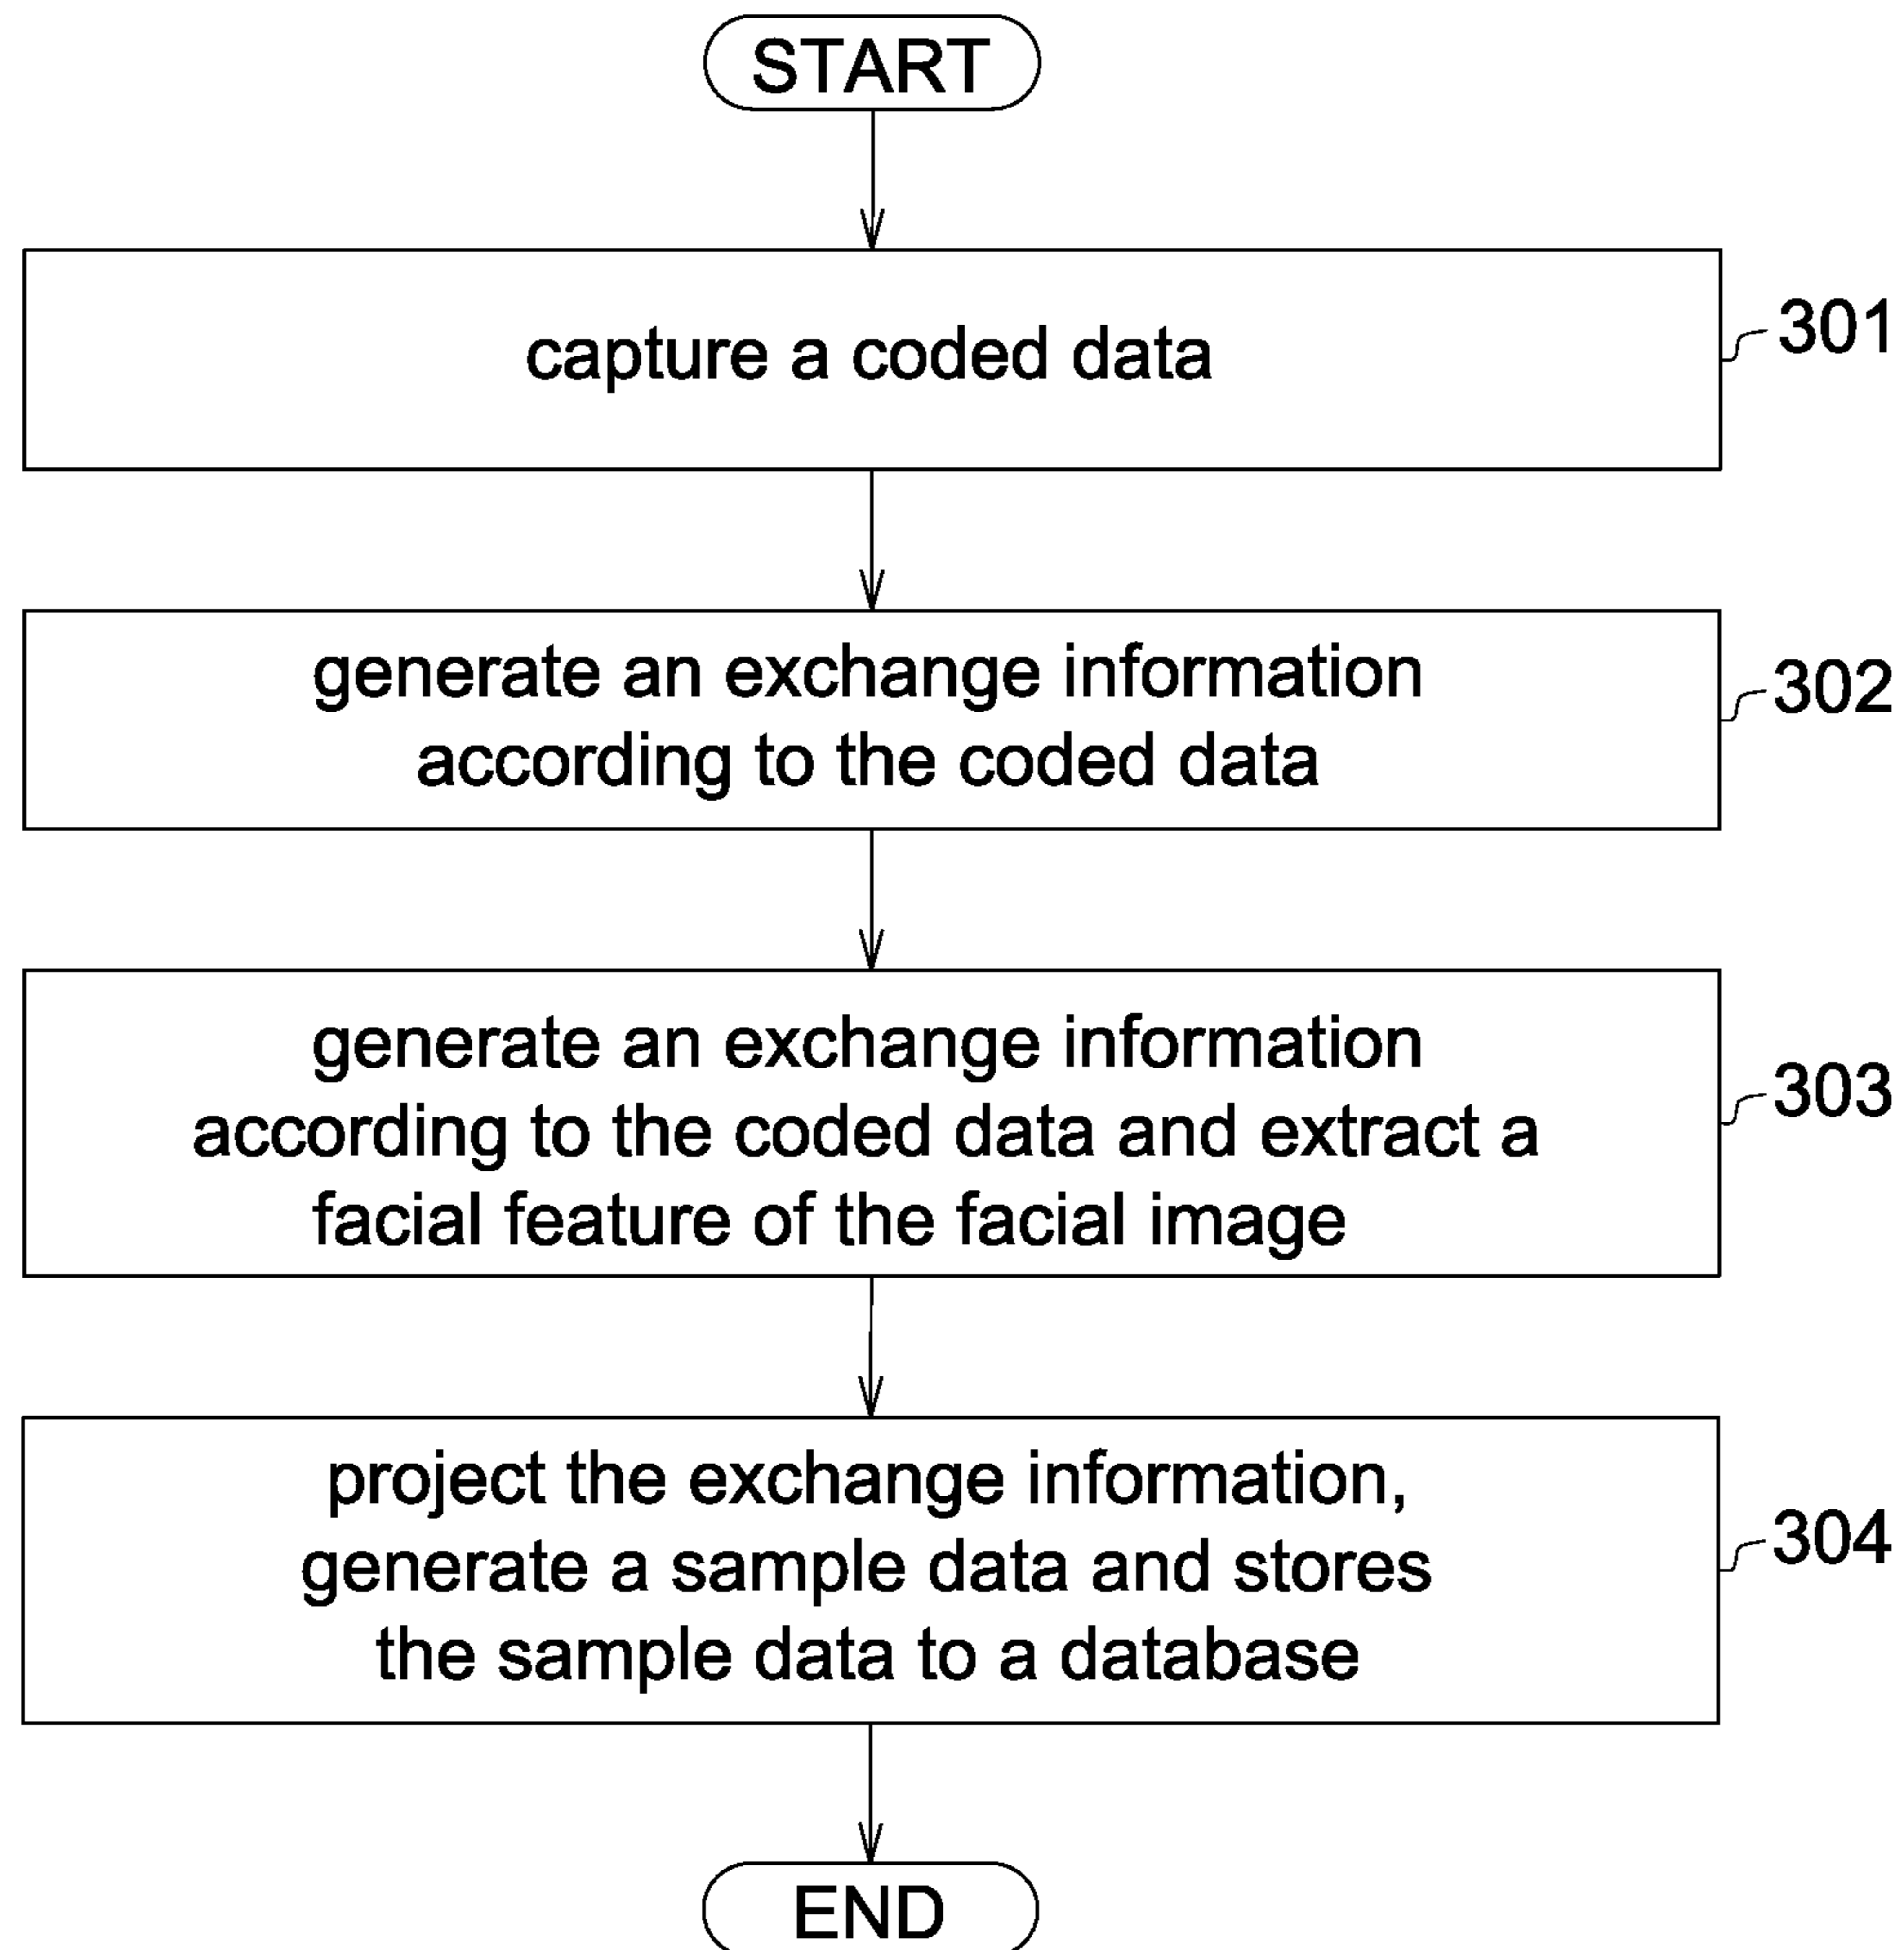 START
capture a coded data
301
generate an exchange information
according to the coded data
302
generate an exchange information
according to the coded data and extract a
facial feature of the facial image
303
project the exchange information,
generate a sample data and stores
the sample data to a database
304
END